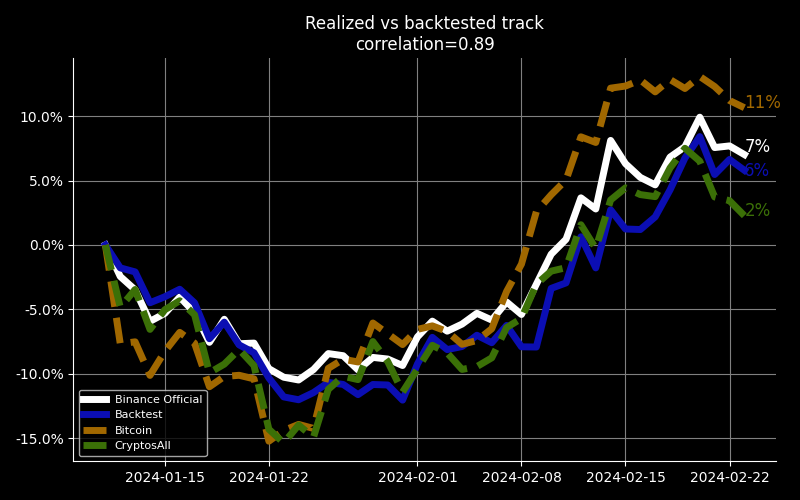 Realized vs backtested track
correlation=0.89
10.0%
5.0%
0.0%
-5.0%
-10.0%
-15.0%
11%
7%
6%
2%
Binance Official
Backtest
Bitcoin
CryptosAll
2024-01-15
2024-01-22
2024-02-01
2024-02-08
2024-02-15
2024-02-22